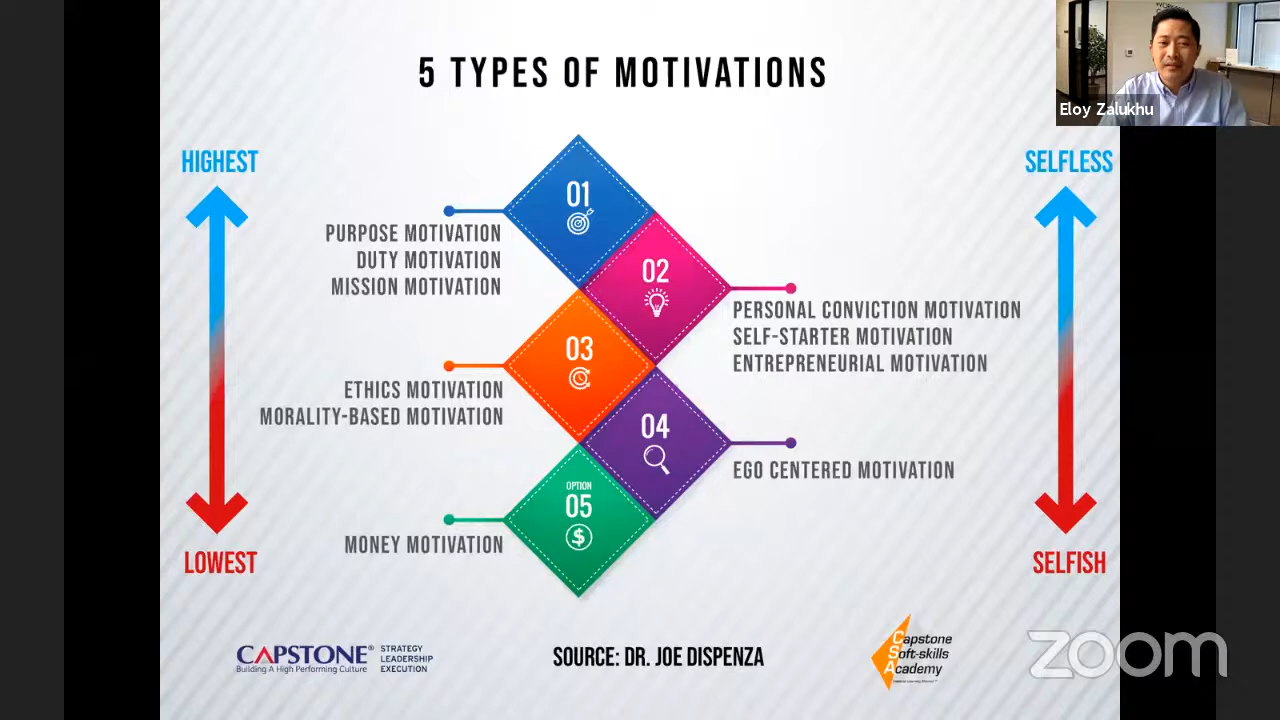 5 TYPES OF MOTIVATIONS
Eloy Zalukhu
HIGHEST
SELFLESS
01
PURPOSE MOTIVATION
DUTY MOTIVATION
MISSION MOTIVATION
02
PERSONAL CONVICTION MOTIVATION
SELF-STARTER MOTIVATION
ENTREPRENEURIAL MOTIVATION
03
ETHICS MOTIVATION
MORALITY-BASED MOTIVATION
04
EGO CENTERED MOTIVATION
OPTION
05
$
MONEY MOTIVATION
LOWEST
SELFISH
CAPSTONE®
Building A High Performing Culture
STRATEGY
LEADERSHIP
EXECUTION
SOURCE: DR. JOE DISPENZA
Capstone
Soft-skills
Academy
zoom